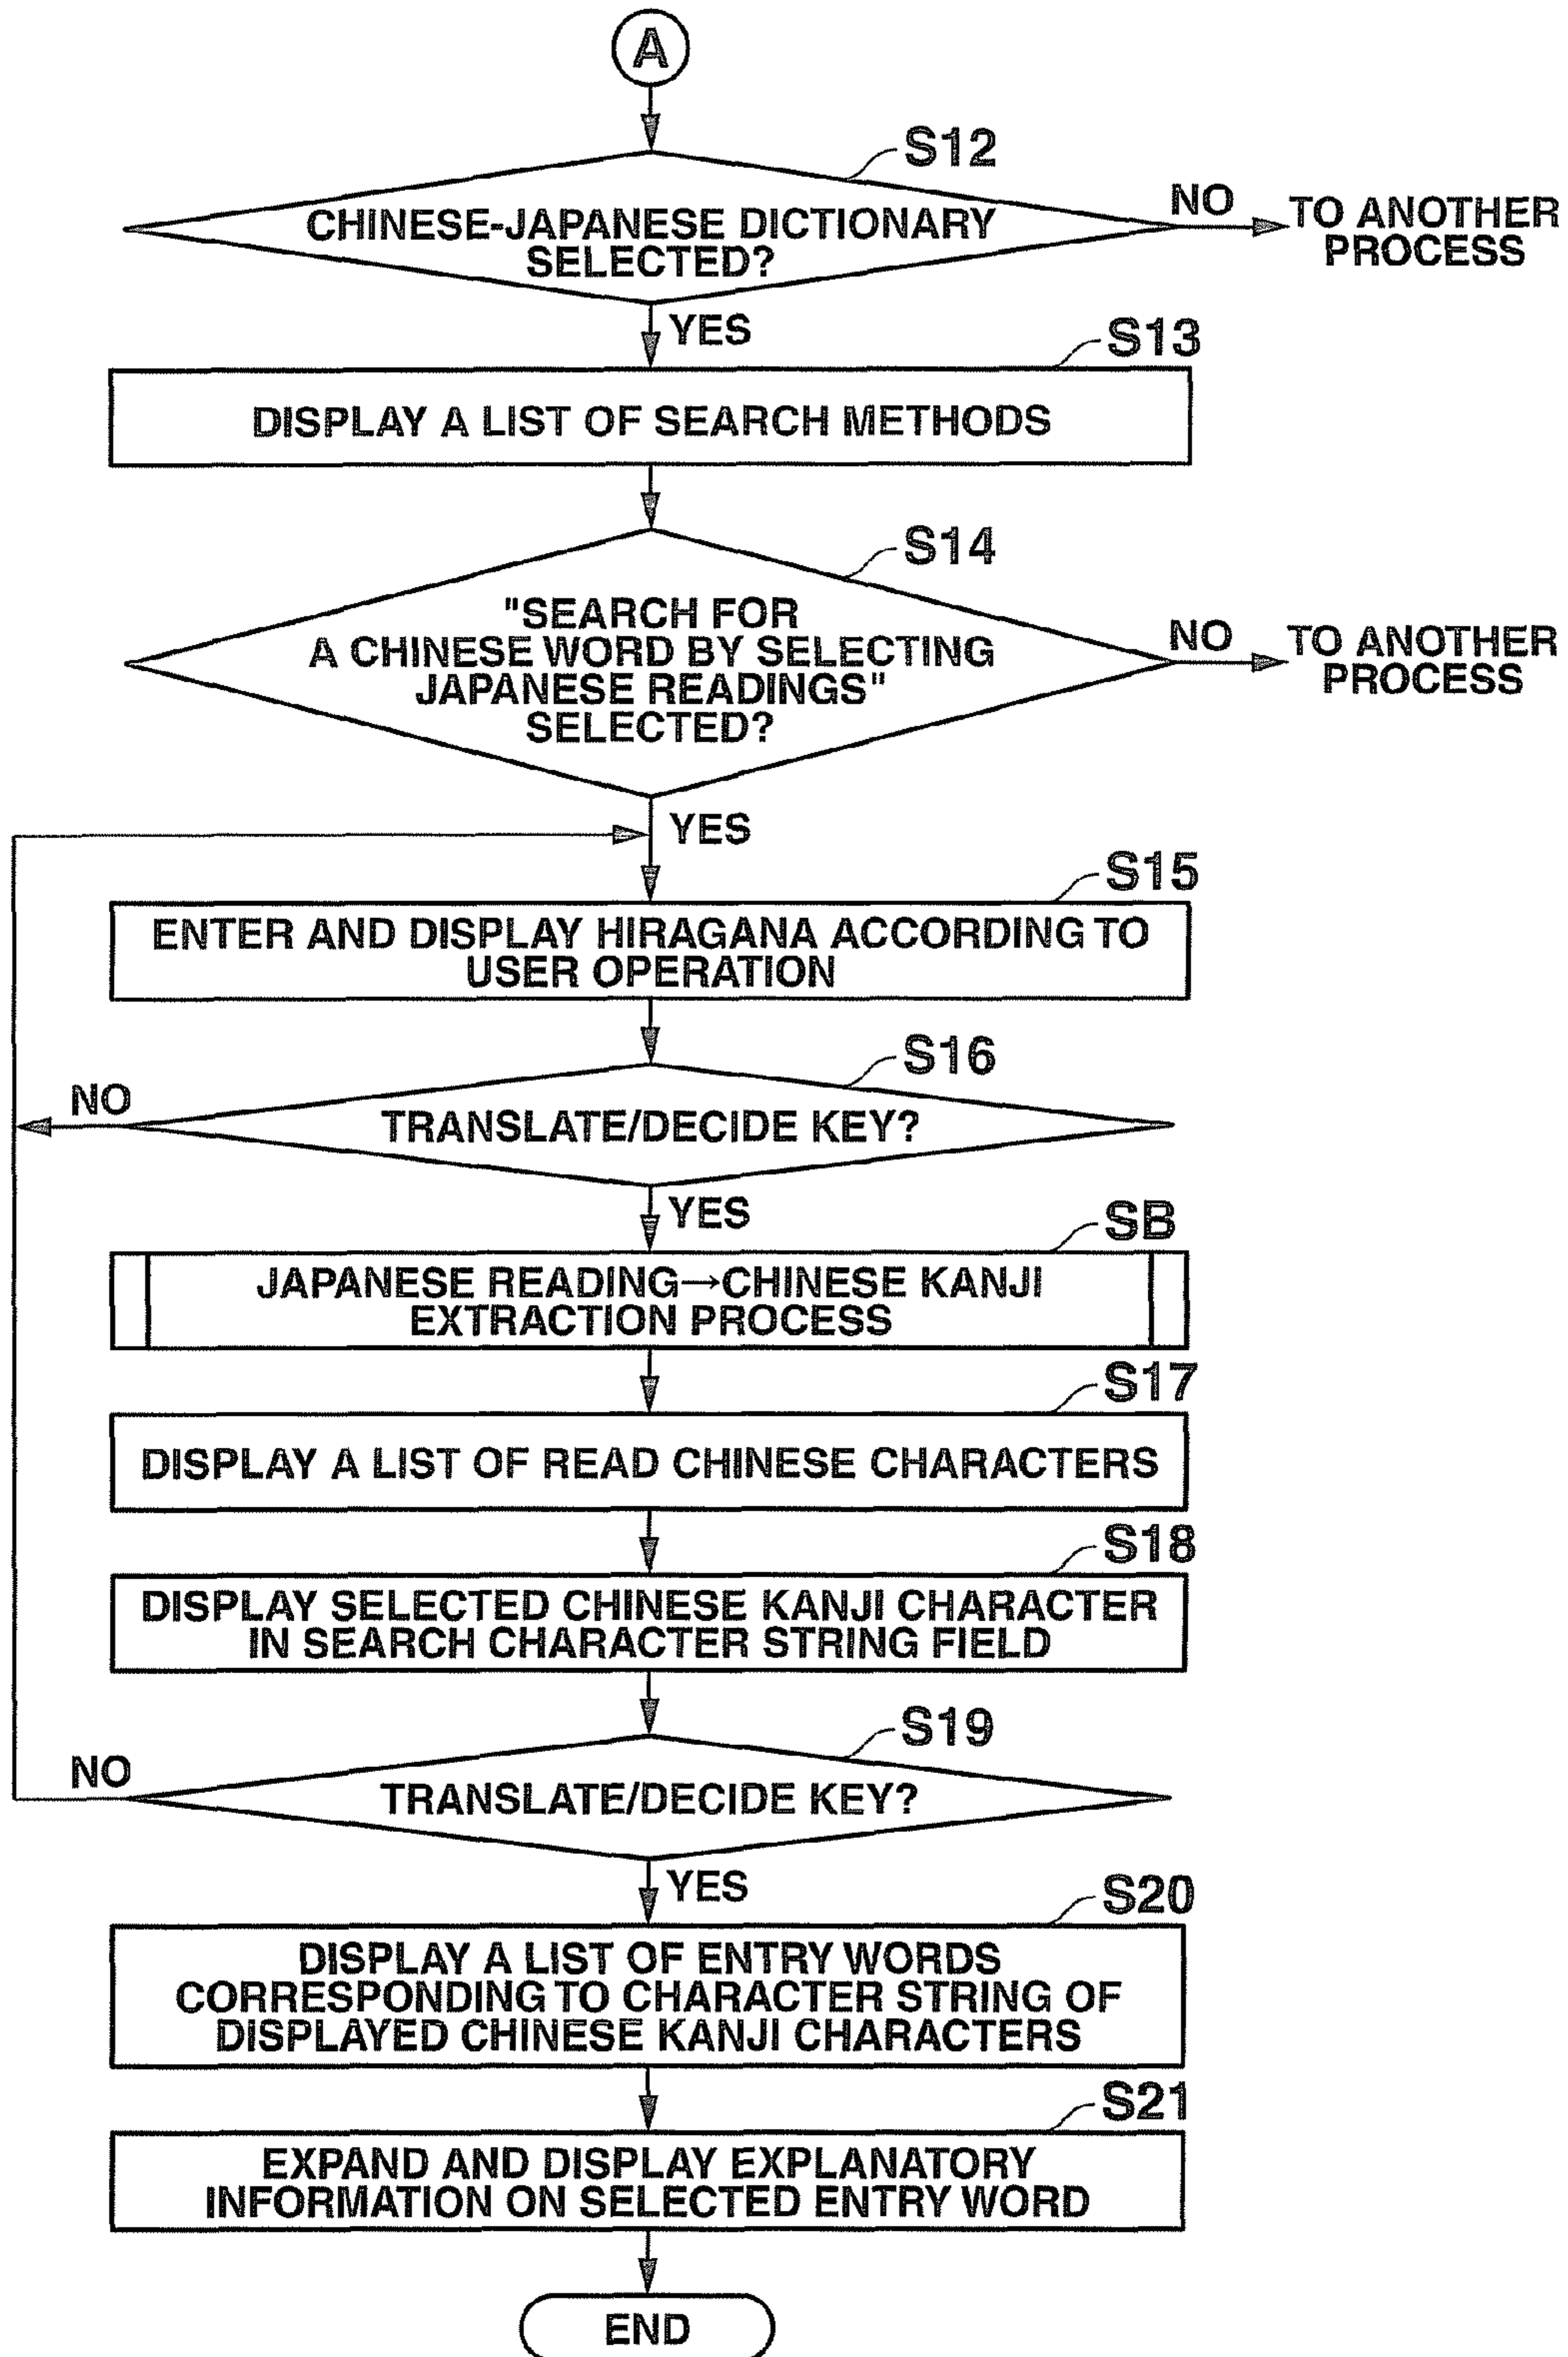 A
S12
CHINESE-JAPANESE DICTIONARY
SELECTED?
NO
TO ANOTHER
PROCESS
YES
S13
DISPLAY A LIST OF SEARCH METHODS
S14
"SEARCH FOR
A CHINESE WORD BY SELECTING
JAPANESE READINGS"
SELECTED?
NO
TO ANOTHER
PROCESS
YES
S15
ENTER AND DISPLAY HIRAGANA ACCORDING TO
USER OPERATION
S16
NO
TRANSLATE/DECIDE KEY?
YES
SB
JAPANESE READING→CHINESE KANJI
EXTRACTION PROCESS
S17
DISPLAY A LIST OF READ CHINESE CHARACTERS
S18
DISPLAY SELECTED CHINESE KANJI CHARACTER
IN SEARCH CHARACTER STRING FIELD
S19
NO
TRANSLATE/DECIDE KEY?
YES
S20
DISPLAY A LIST OF ENTRY WORDS
CORRESPONDING TO CHARACTER STRING OF
DISPLAYED CHINESE KANJI CHARACTERS
S21
EXPAND AND DISPLAY EXPLANATORY
INFORMATION ON SELECTED ENTRY WORD
END